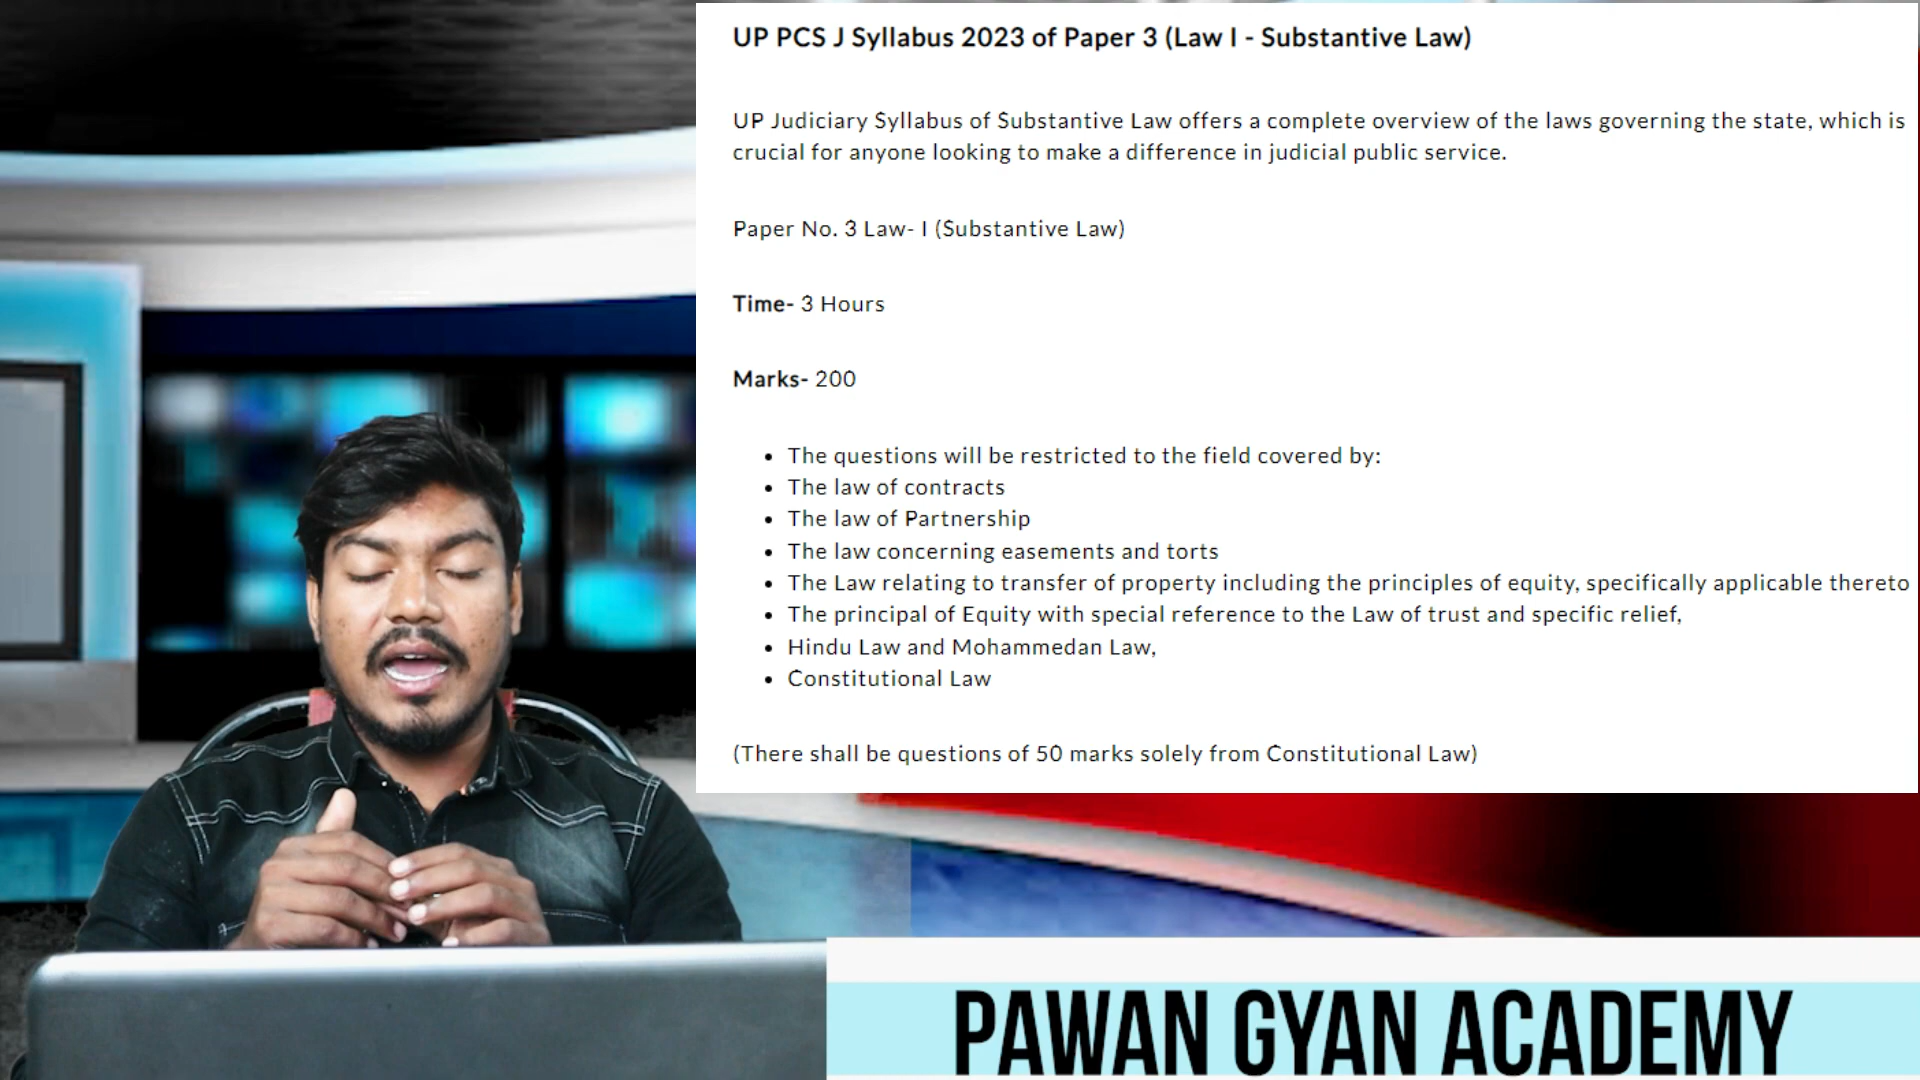 UP PCS J Syllabus 2023 of Paper 3 (Law I - Substantive Law)
UP Judiciary Syllabus of Substantive Law offers a complete overview of the laws governing the state, which is
crucial for anyone looking to make a difference in judicial public service.
Paper No. 3 Law- I (Substantive Law)
Time- 3 Hours
Marks- 200
• The questions will be restricted to the field covered by:
• The law of contracts
• The law of Partnership
• The law concerning easements and torts
• The Law relating to transfer of property including the principles of equity, specifically applicable thereto
• The principal of Equity with special reference to the Law of trust and specific relief,
• Hindu Law and Mohammedan Law,
• Constitutional Law
(There shall be questions of 50 marks solely from Constitutional Law)
PAWAN GYAN ACADEMY